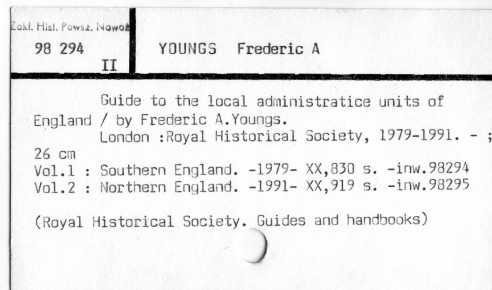 Zakł. Hist. Powsz. Nowoż
98 294
II
YOUNGS Frederic A
Guide to the local administratice units of
England / by Frederic A.Youngs.
London :Royal Historical Society, 1979-1991. - ;
26 cm
Vol.1 : Southern England. -1979- XX,830 s. -inw.98294
Vol.2 : Northern England. -1991- XX,919 s. -inw.98295
(Royal Historical Society. Guides and handbooks)